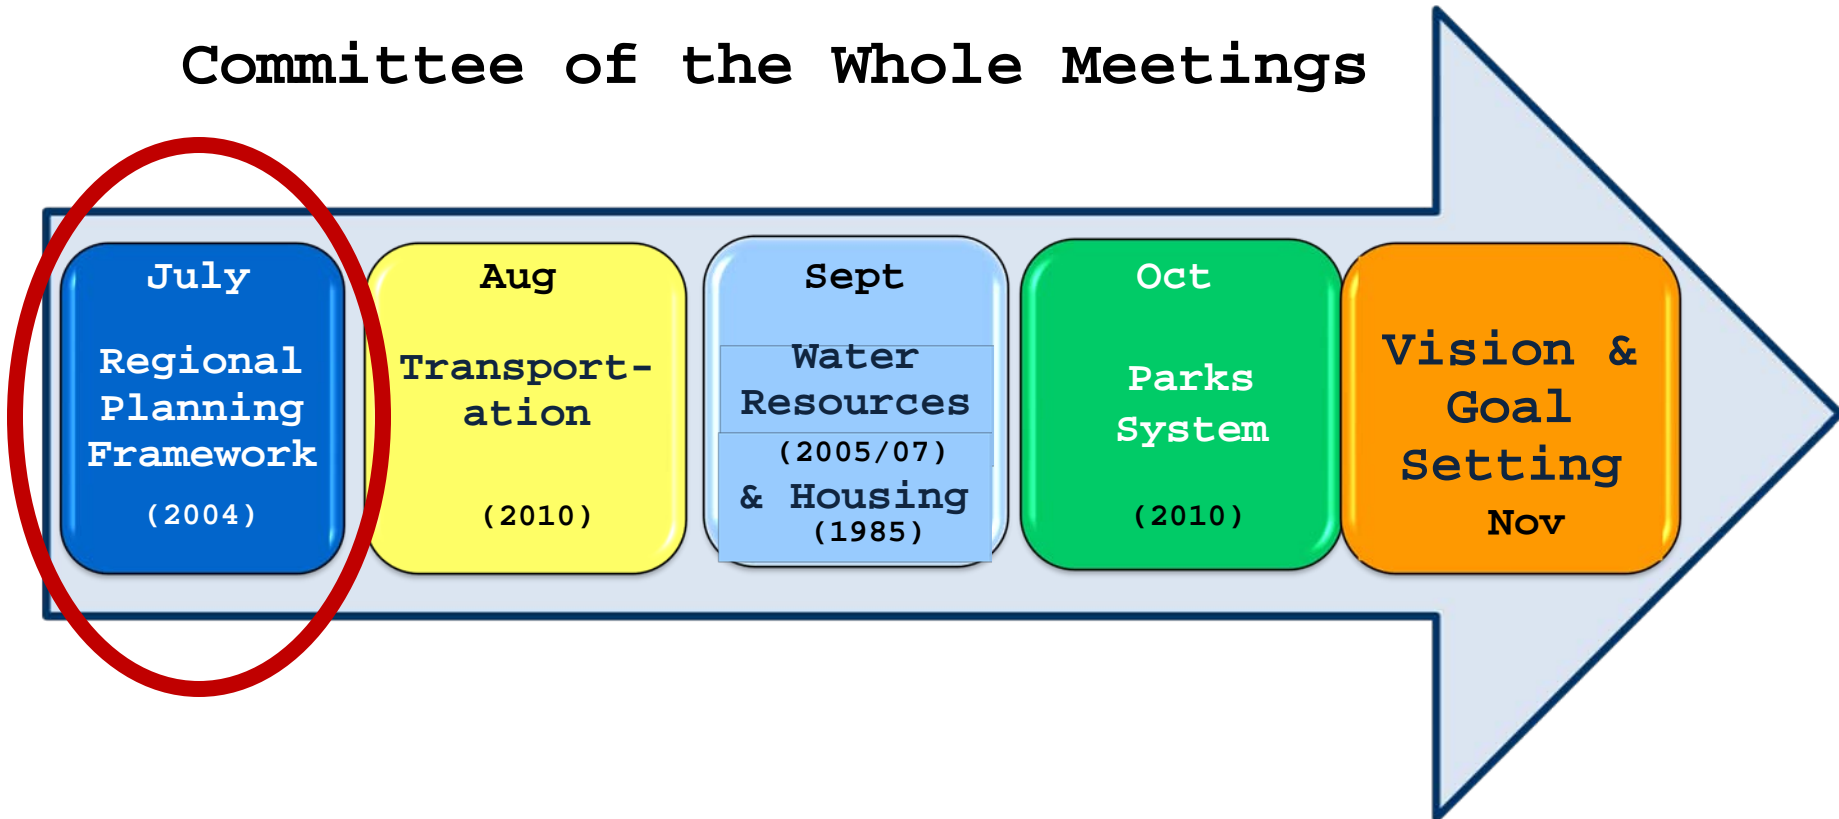 Committee of the Whole Meetings
July
Regional
Planning
Framework
(2004)
Aug
Transport-
ation
(2010)
Sept
Water
Resources
(2005/07)
& Housing
(1985)
Oct
Parks
System
(2010)
Vision &
Goal
Setting
Nov